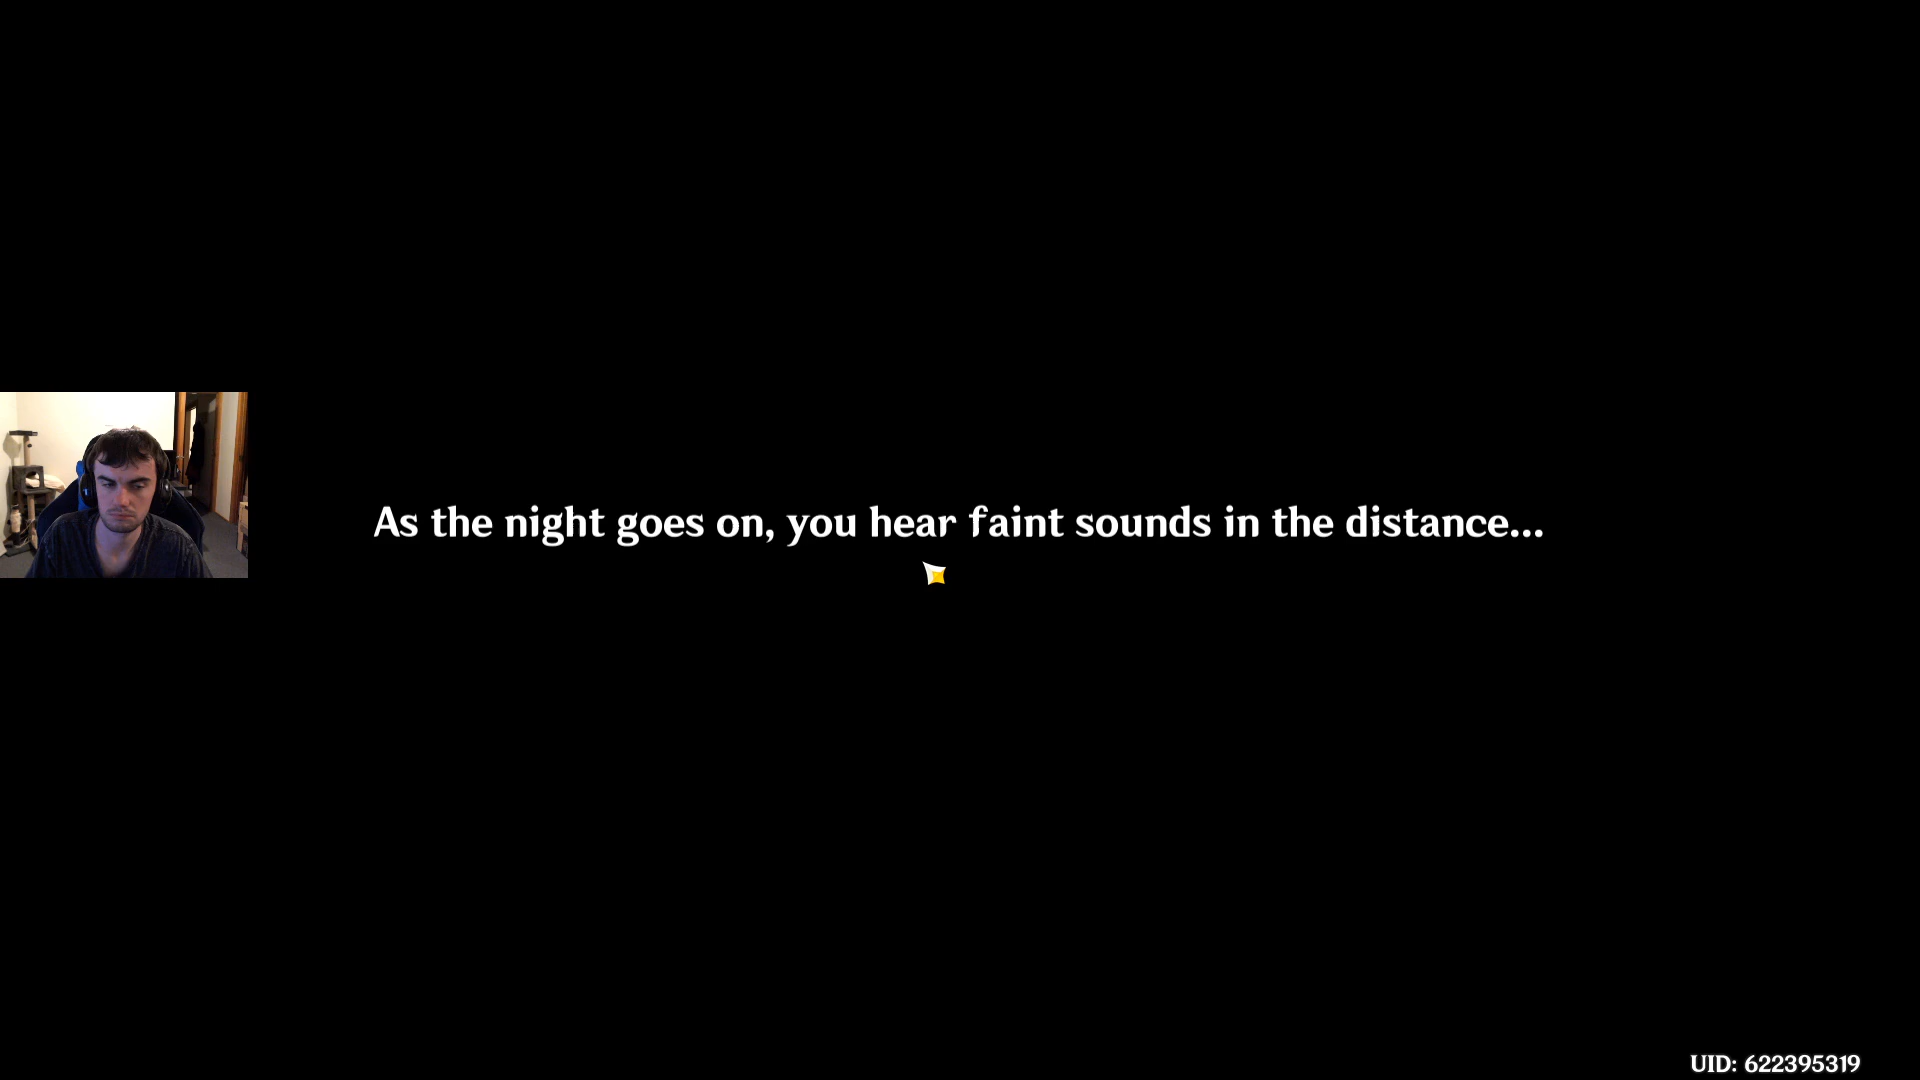 As the night goes on, you hear faint sounds in the distance...
UID: 622395319